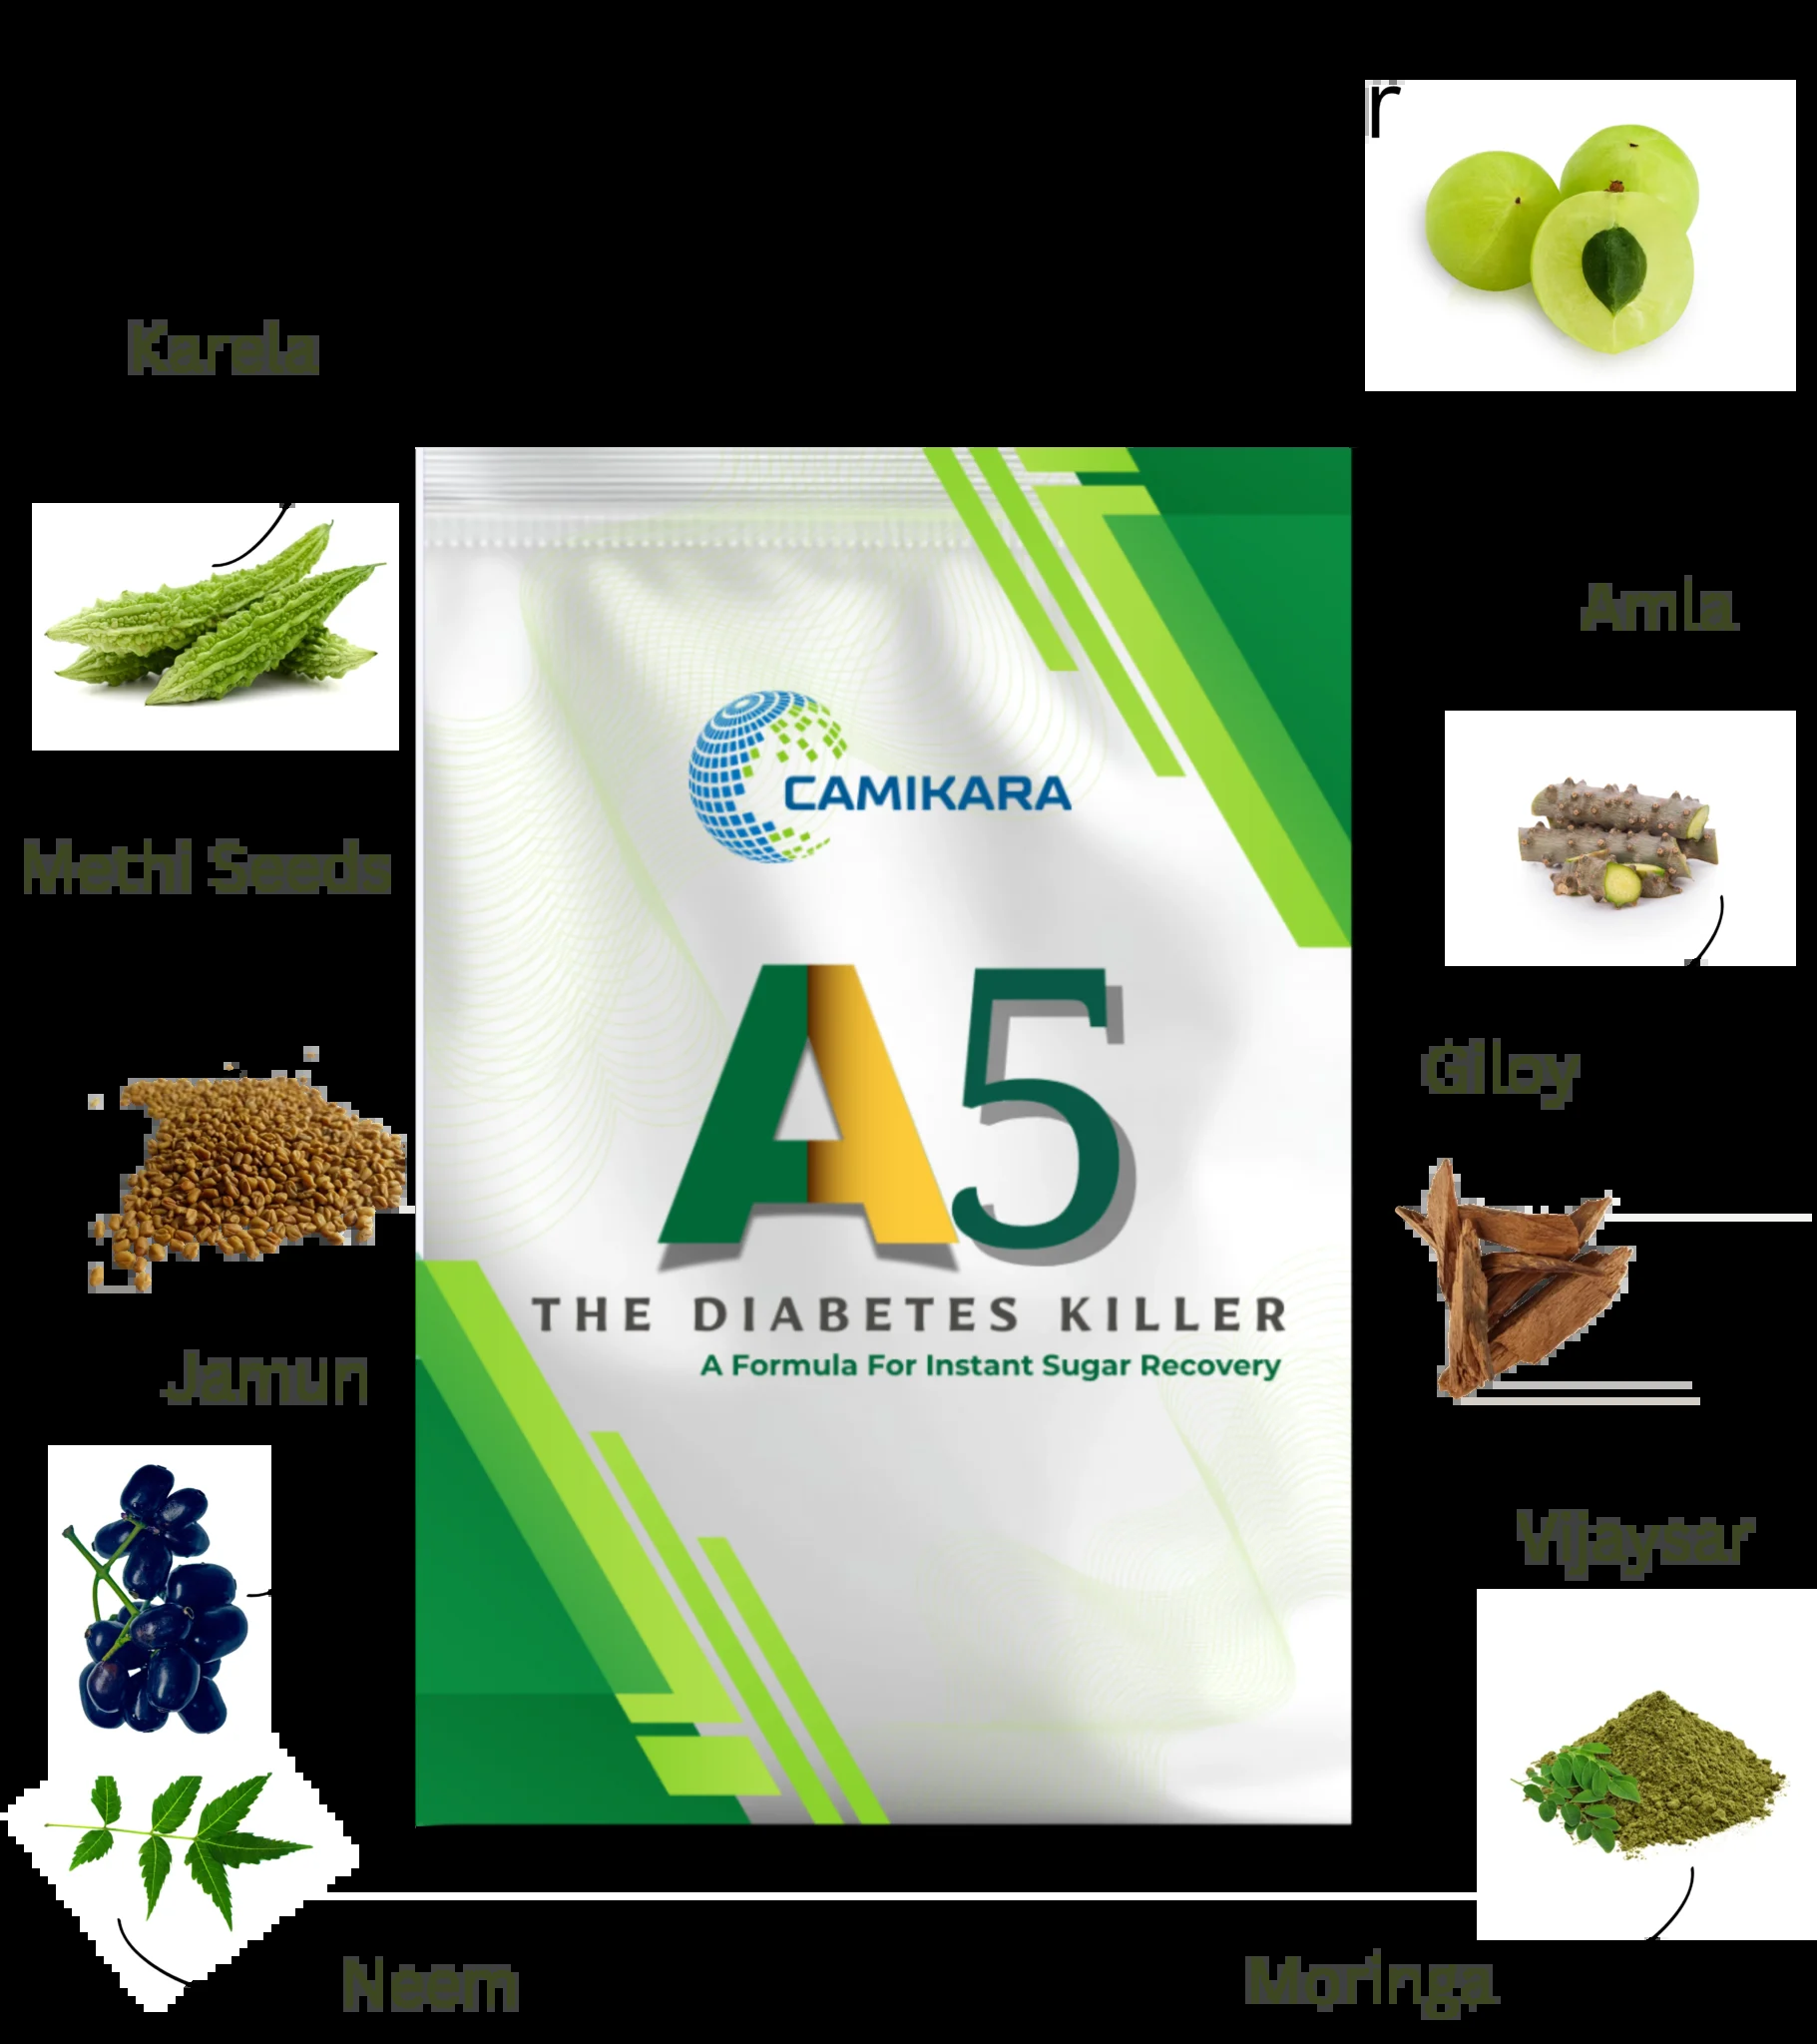 r
Karela
Amla
CAMIKARA
Methi Seeds
A5
Giloy
THE DIABETES KILLER
A Formula For Instant Sugar Recovery
Jamun
Vijaysar
Neem
Moringa